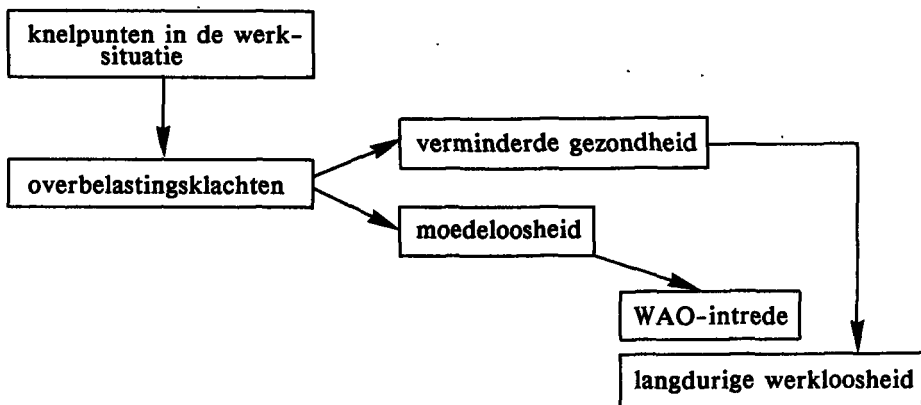 knelpunten in de werk-
situatie
overbelastingsklachten
verminderde gezondheid
moedeloosheid
WAO-intrede
langdurige werkloosheid